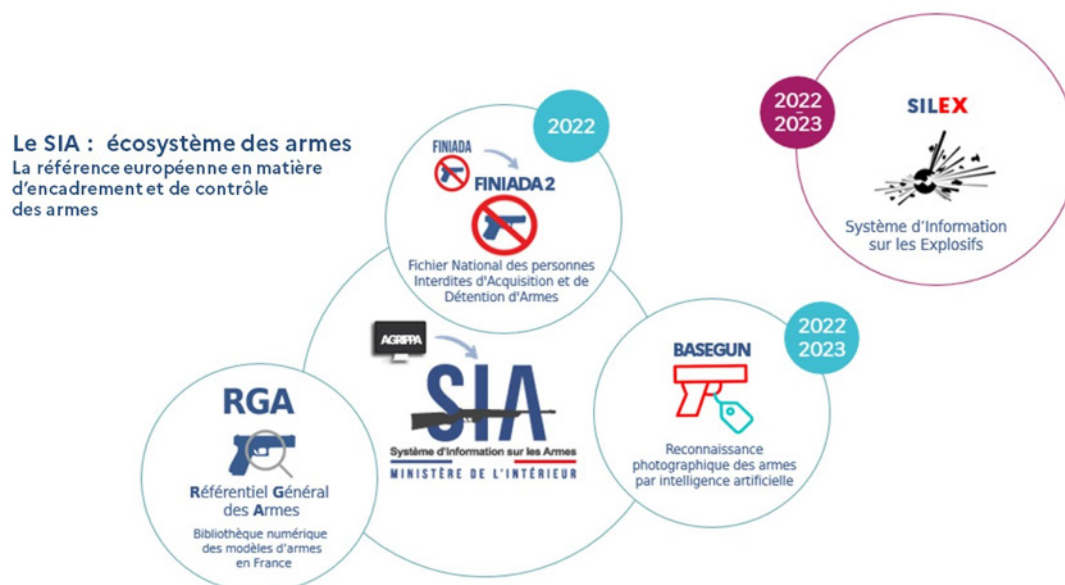 Le SIA : écosystème des armes
La référence européenne en matière
d'encadrement et de contrôle
des armes
2022
FINIADA
FINIADA 2
Fichier National des personnes
Interdites d'Acquisition et de
Détention d'Armes
2022
-
2023
SILEX
Système d'Information
sur les Explosifs
AGRIPPA
SIA
Système d'Information sur les Armes
MINISTÈRE DE L'INTÉRIEUR
2022
-
2023
BASEGUN
Reconnaissance
photographique des armes
par intelligence artificielle
RGA
Référentiel Général
des Armes
Bibliothèque numérique
des modèles d'armes
en France